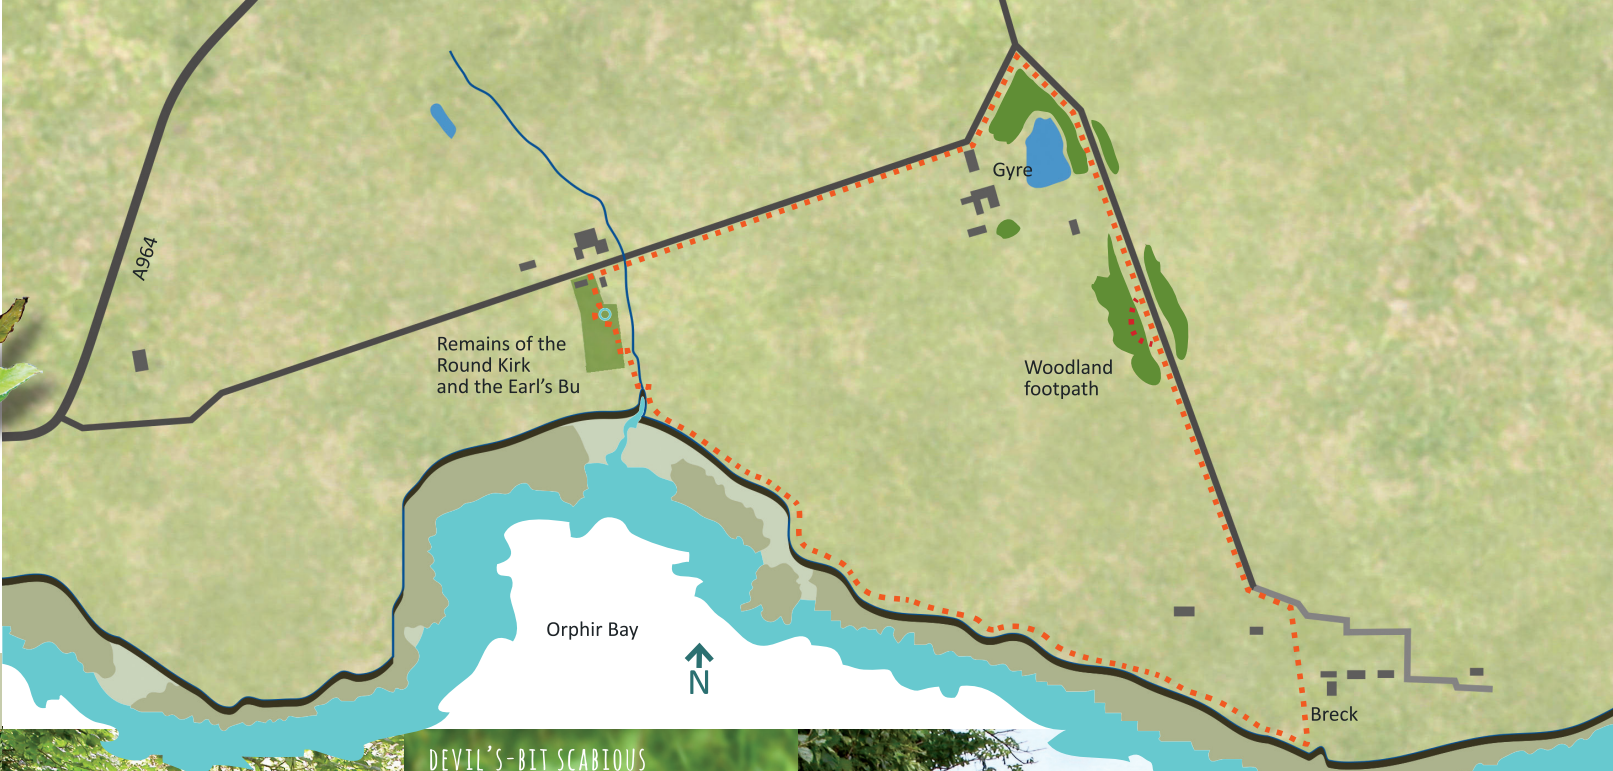 A964
Gyre
Remains of the
Round Kirk
and the Earl's Bu
Woodland
footpath
Orphir Bay
N
Breck
DEVIL'S-BIT SCABIOUS